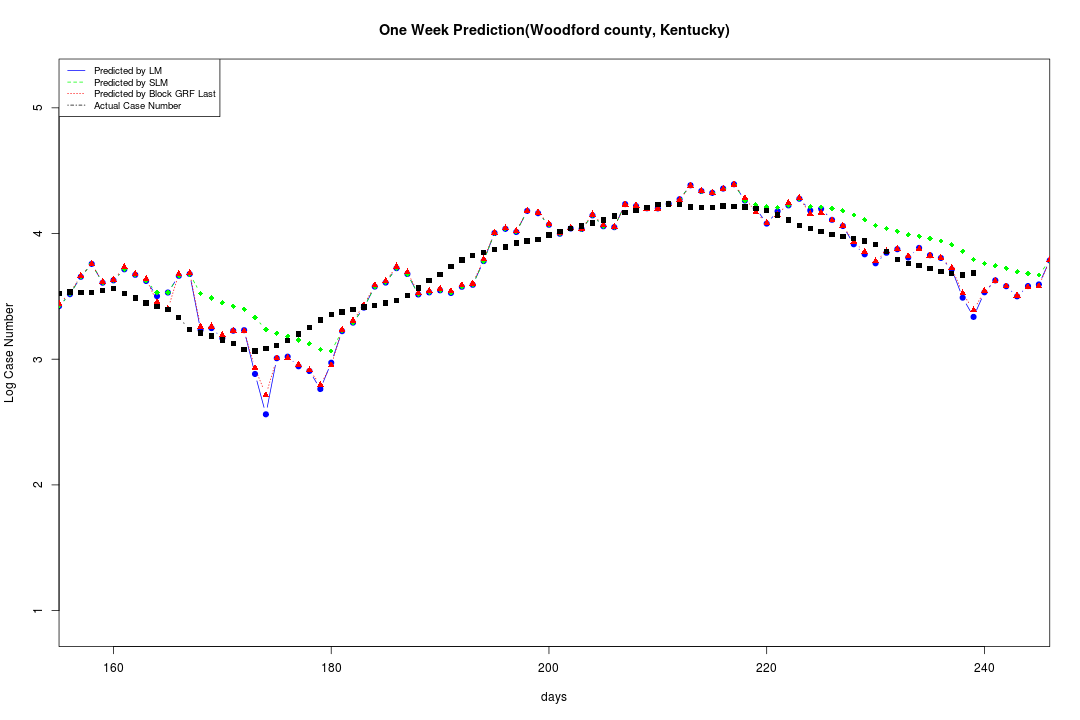 One Week Prediction(Woodford county, Kentucky)
Predicted by LM
Predicted by SLM
Predicted by Block GRF Last
Actual Case Number
5
4
3
2
1
Log Case Number
160 180 200 220 240
days